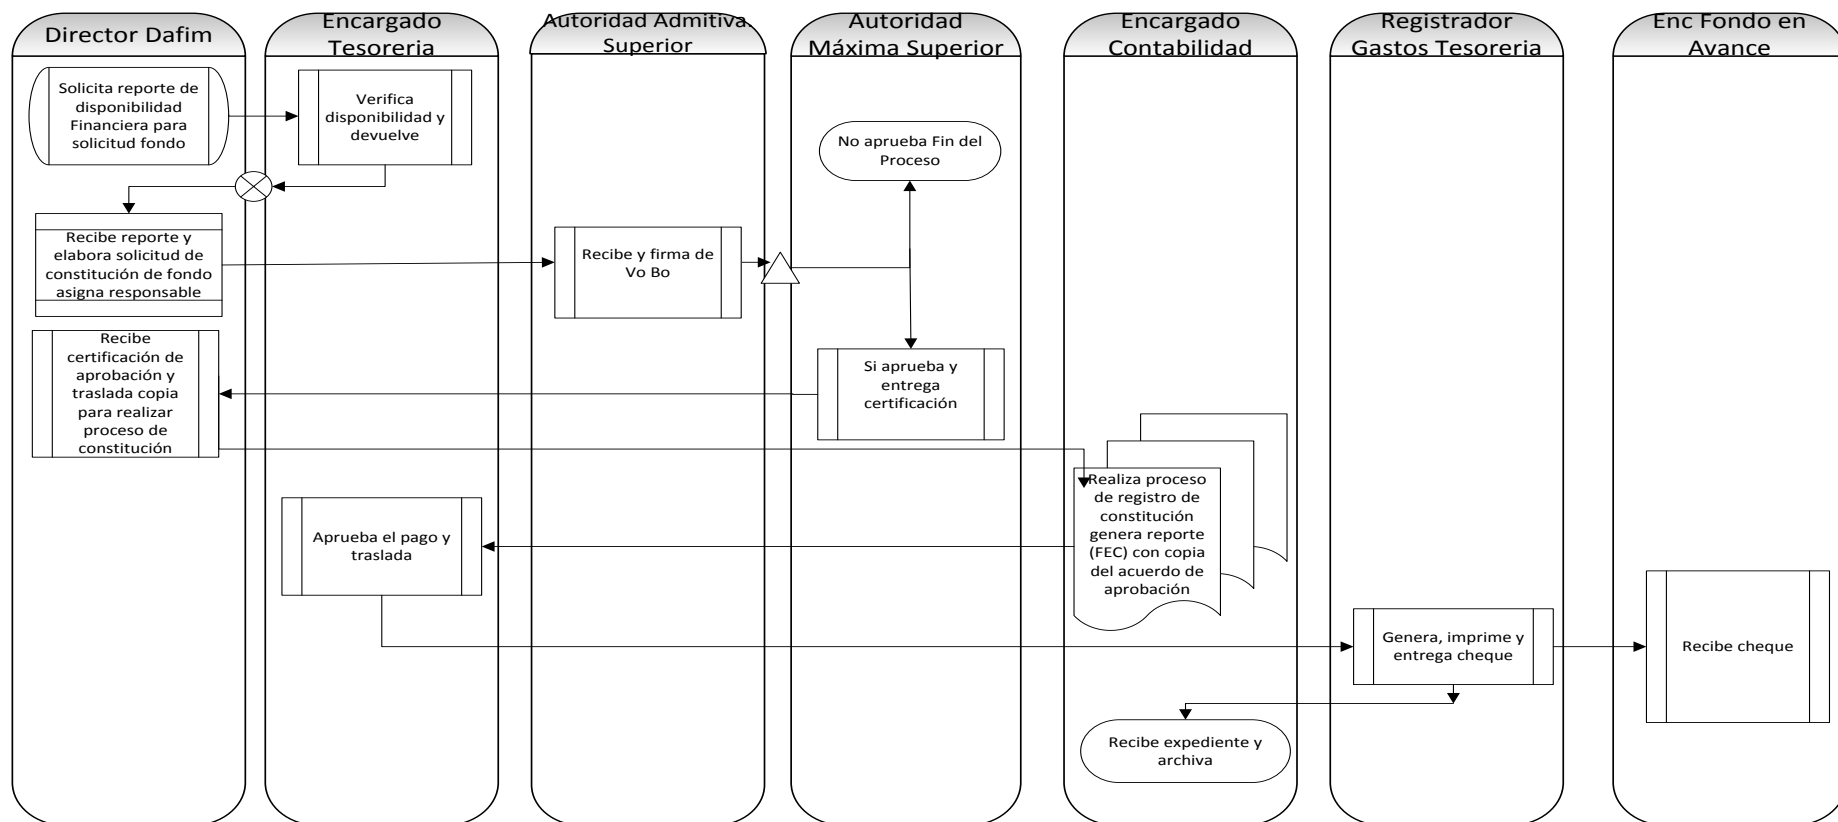 Director Dafim
Encargado
Tesoreria
Autoridad Admitiva.
Superior
Autoridad
Máxima Superior
Encargado
Contabilidad
Registrador
Gastos Tesoreria
Enc Fondo en
Avance
Solicita reporte de
disponibilidad
Financiera para
solicitud fondo
Verifica
disponibilidad y
devuelve
No aprueba Fin del
Proceso
Recibe reporte y
elabora solicitud de
constitución de fondo
asigna responsable
Recibe y firma de
Vo Bo
Recibe
certificación de
aprobación y
traslada copia
para realizar
proceso de
constitución
Si aprueba y
entrega
certificación
Realiza proceso
de registro de
constitución
genera reporte
(FEC) con copia
del acuerdo de
aprobación
Aprueba el pago y
traslada
Genera, imprime y
entrega cheque
Recibe cheque
Recibe expediente y
archiva